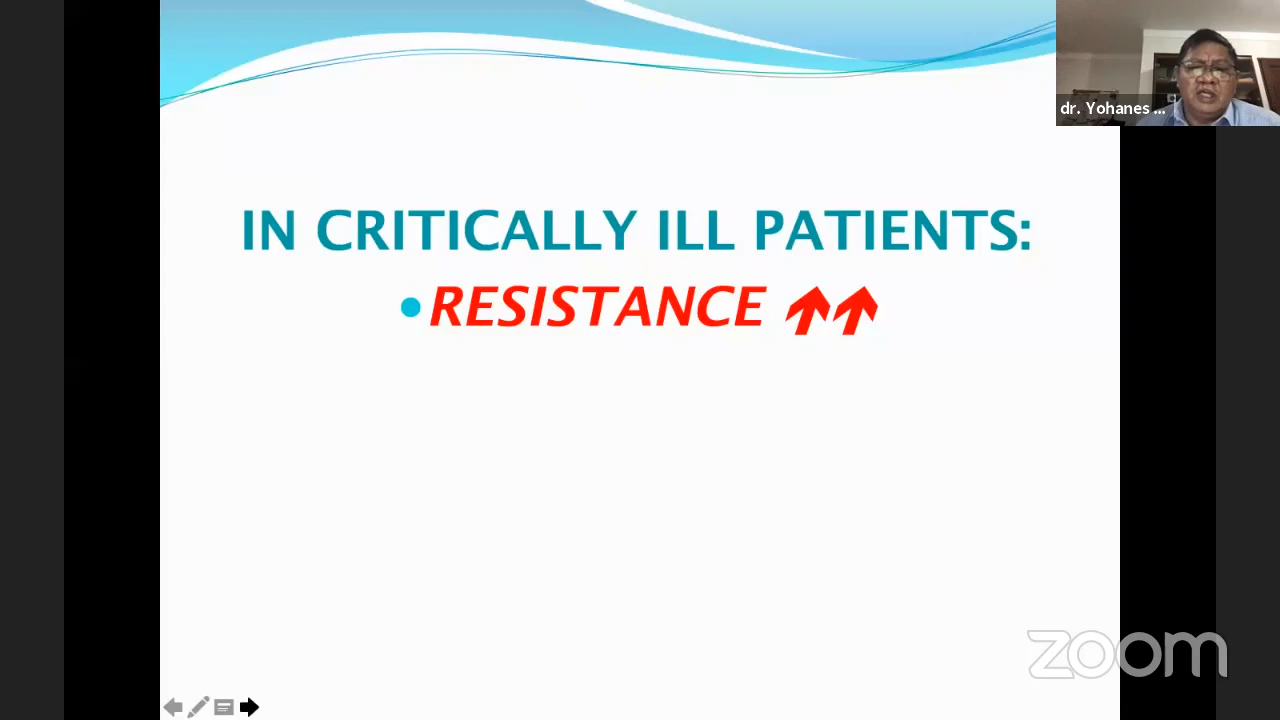 dr. Yohanes ...
IN CRITICALLY ILL PATIENTS:
•RESISTANCE ↑↑
zoom